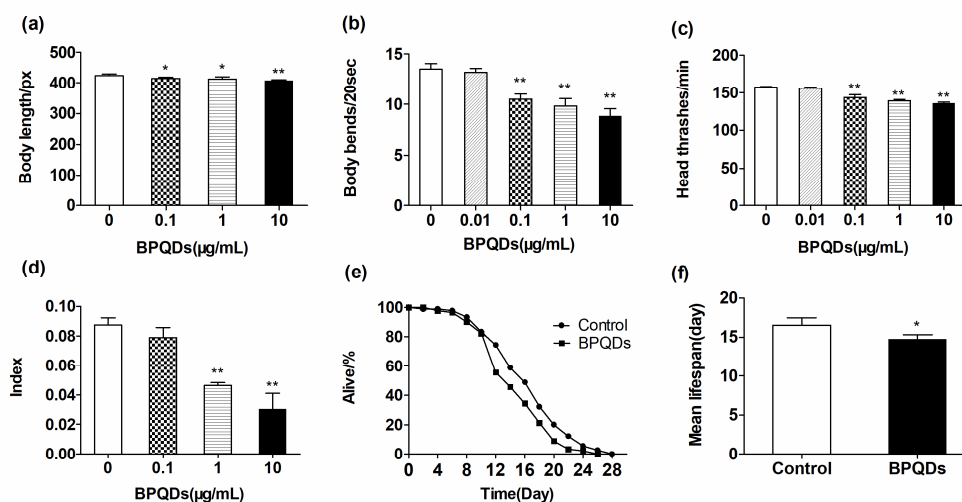 (a)
Body length/px
500
400
300
200
100
0
* * **
0 0.1 1 10
BPQDs(µg/mL)
(b)
Body bends/20sec
15
10
5
0
** ** **
0 0.01 0.1 1 10
BPQDs(µg/mL)
(c)
Head thrashes/min
200
150
100
50
0
** ** **
0 0.01 0.1 1 10
BPQDs(µg/mL)
(d)
Index
0.10
0.08
0.06
0.04
0.02
0.00
** **
0 0.1 1 10
BPQDs(µg/mL)
(e)
Alive/%
100
80
60
40
20
0
Control
BPQDs
0 4 8 12 16 20 24 28
Time(Day)
(f)
Mean lifespan(day)
25
20
15
10
5
0
*
Control BPQDs